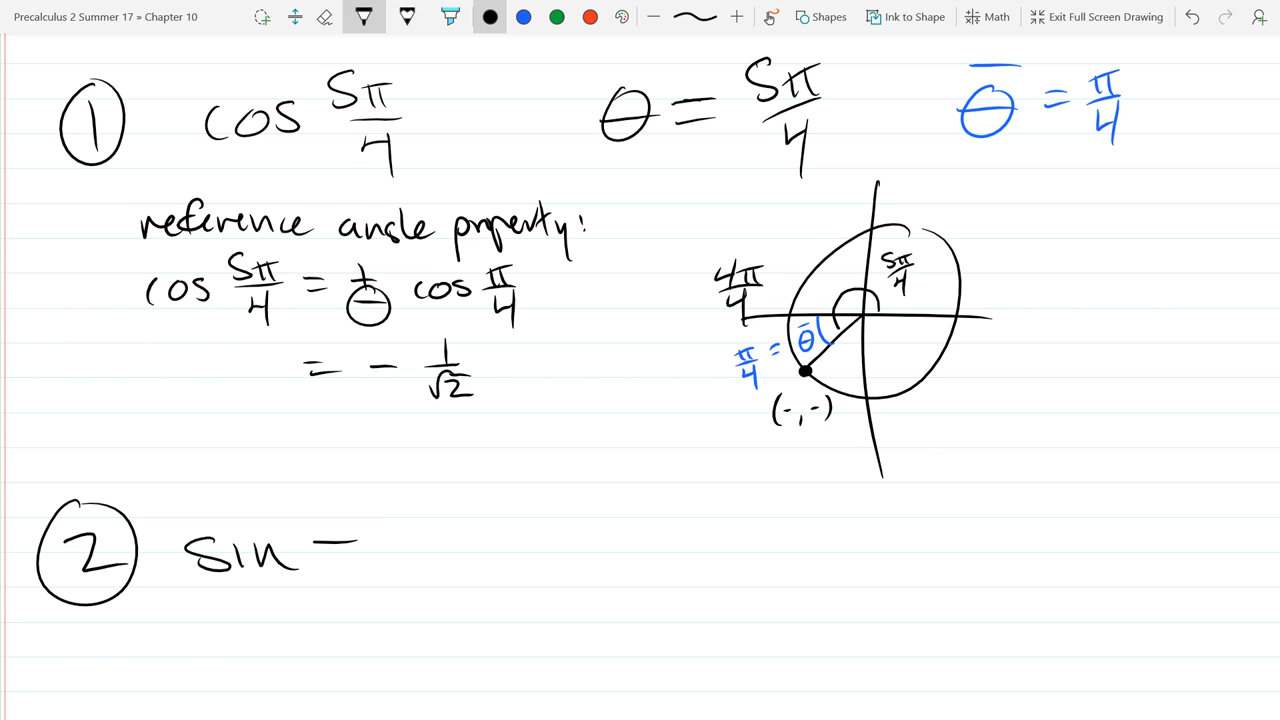 Precalculus 2 Summer 17 » Chapter 10
Shapes
Ink to Shape
Math
Exit Full Screen Drawing
① cos 5π/4
θ = 5π/4
θ̅ = π/4
reference angle property:
cos 5π/4 = ± cos π/4
= - 1/√2
4π/4
5π/4
π/4 = θ̅
(-,-)
② sin —